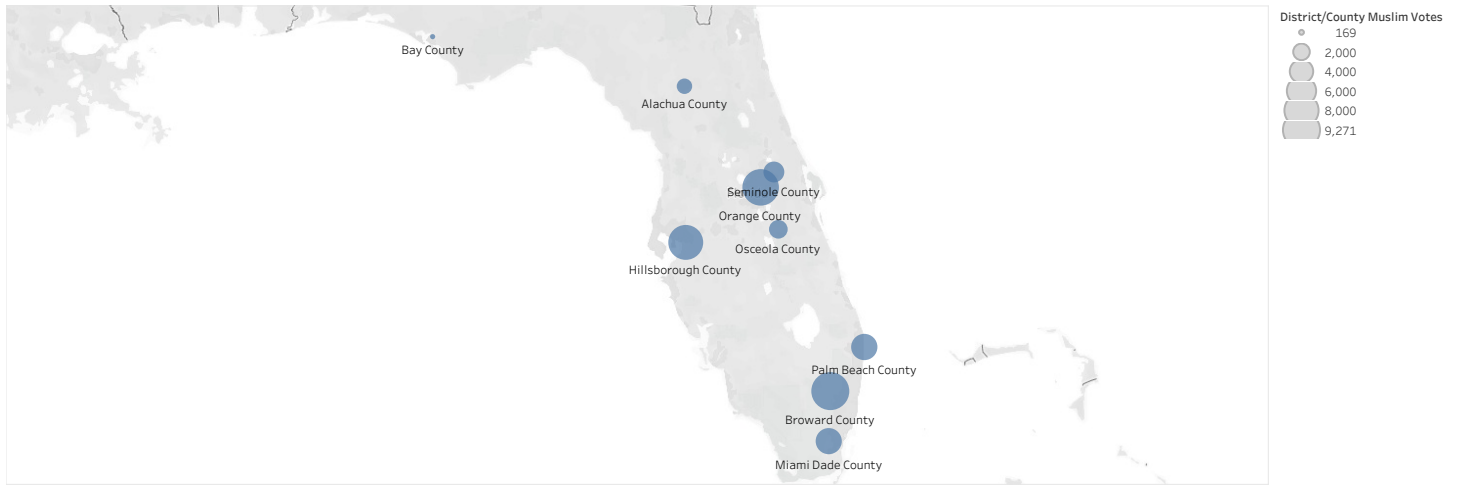 District/County Muslim Votes
169
2,000
4,000
6,000
8,000
9,271
Bay County
Alachua County
Seminole County
Orange County
Osceola County
Hillsborough County
Palm Beach County
Broward County
Miami Dade County